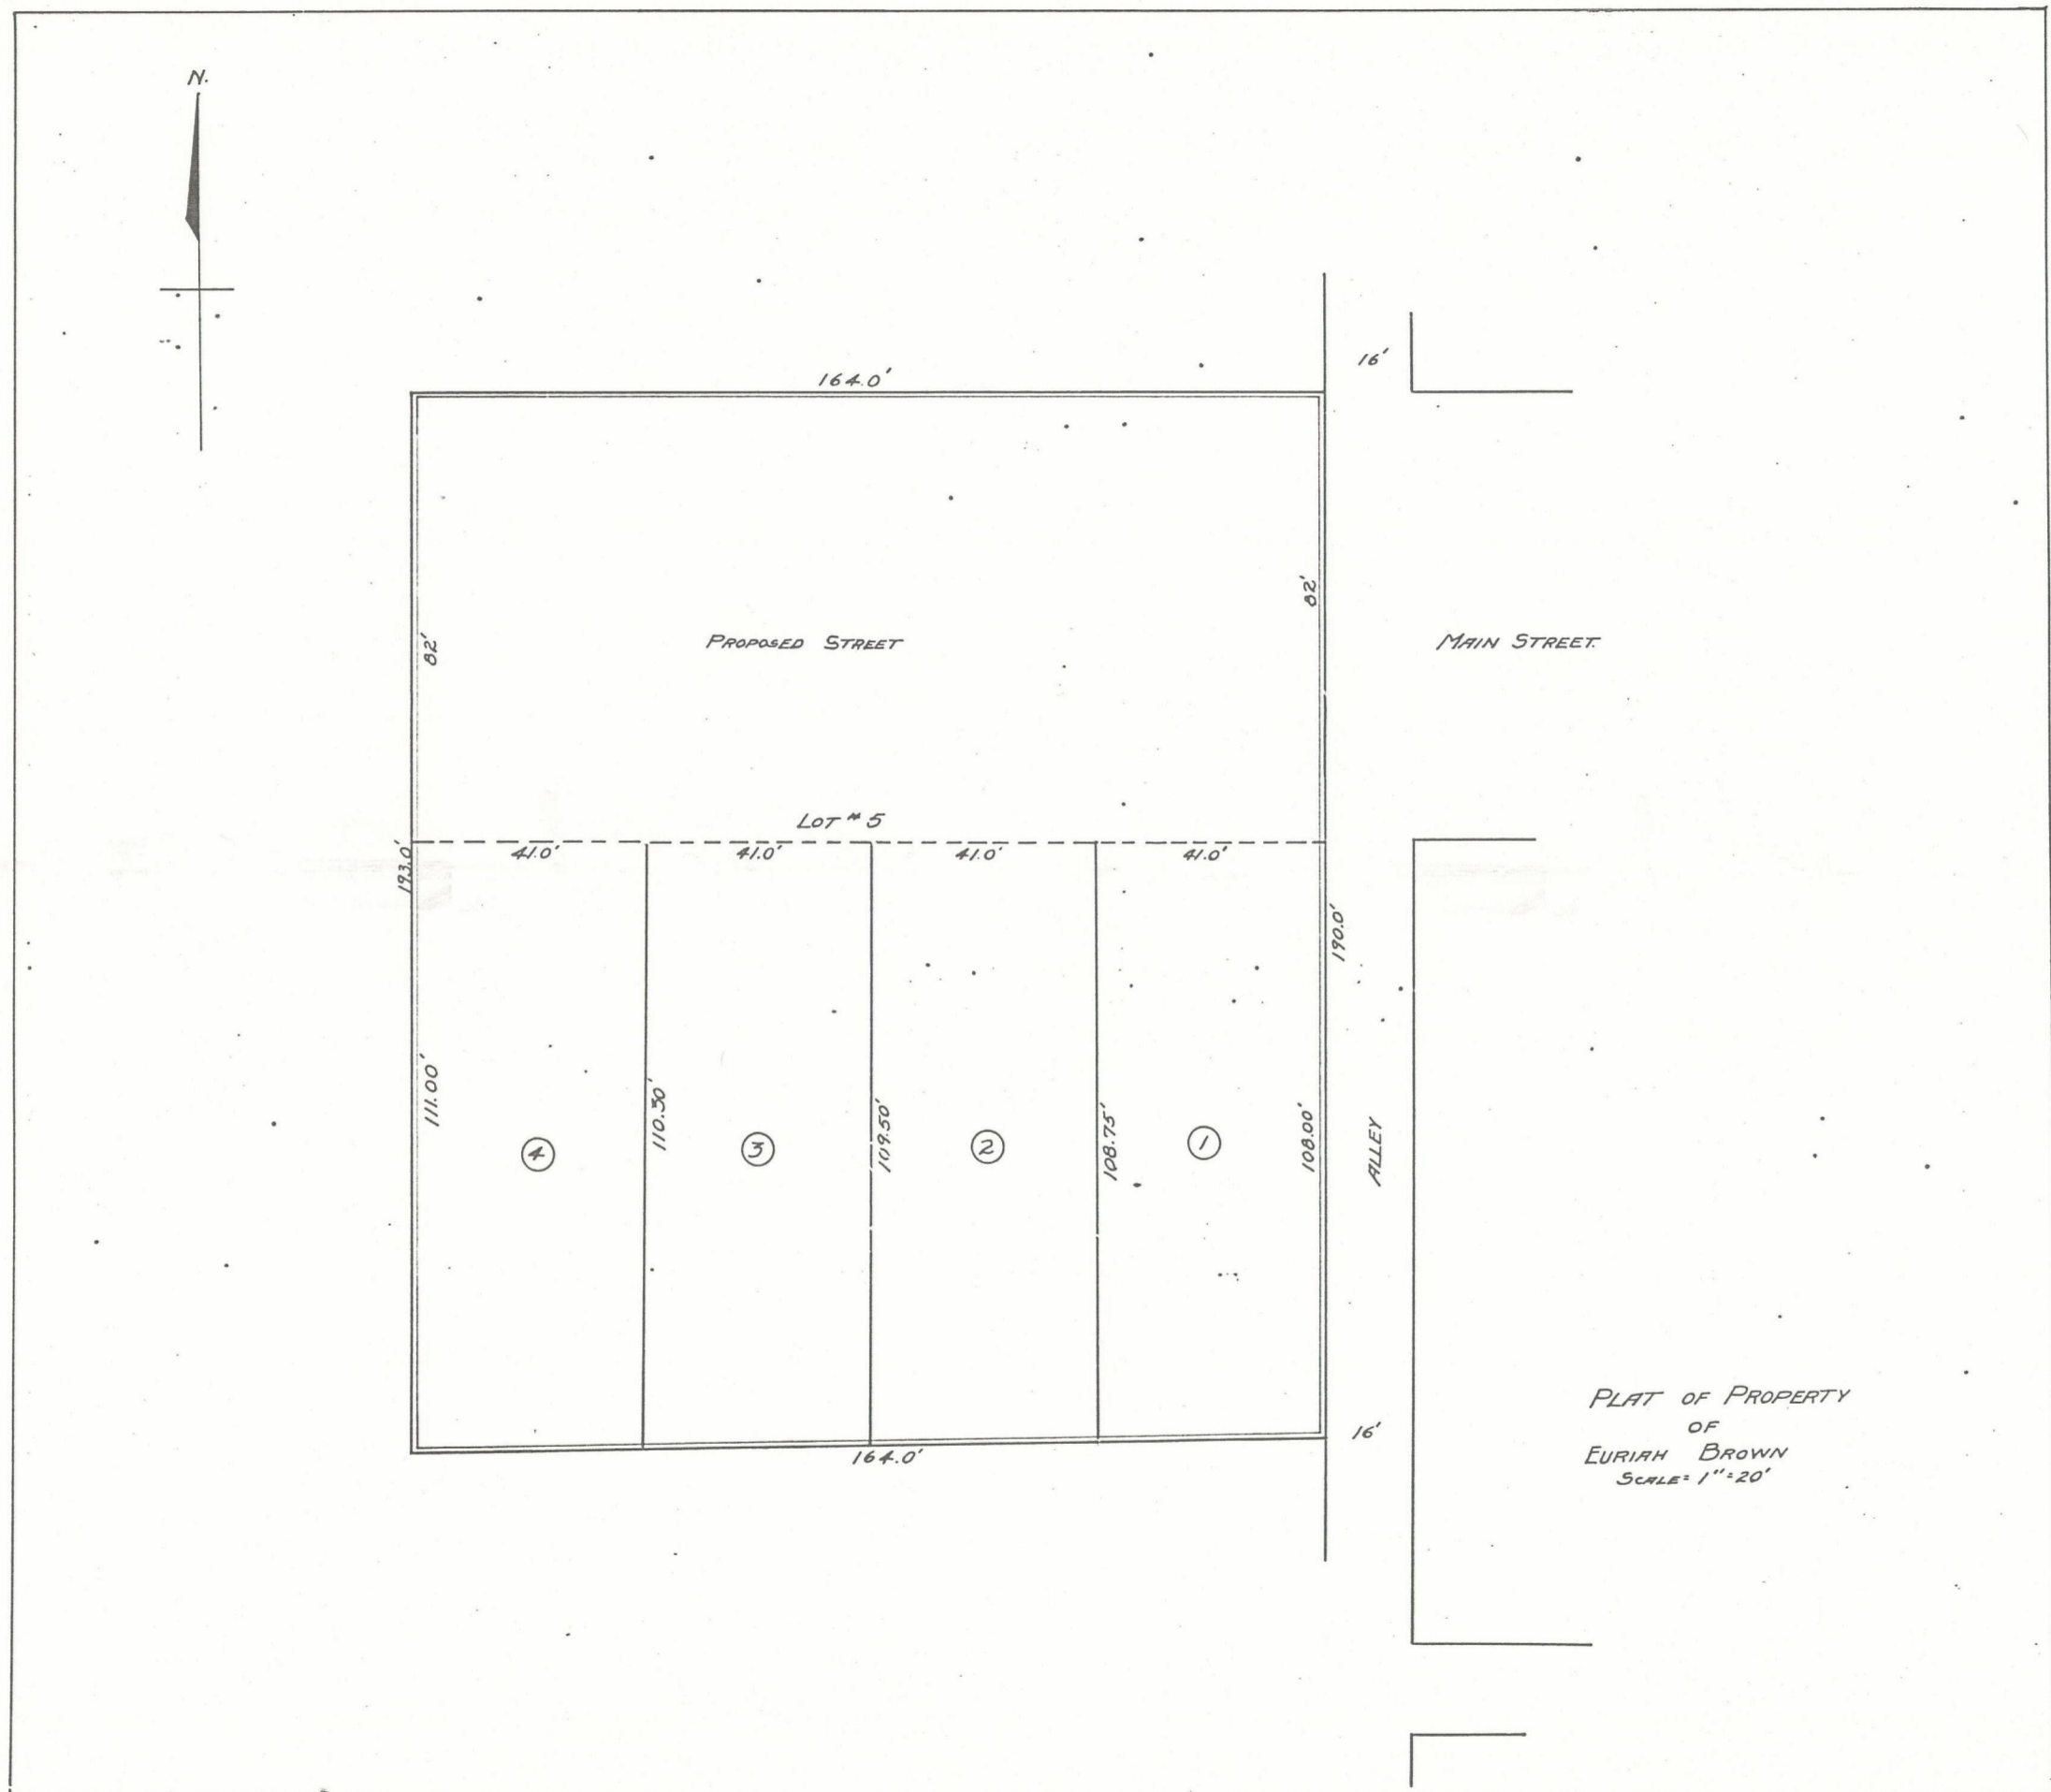 N.
16'
164.0'
82'
82'
PROPOSED STREET
MAIN STREET.
LOT # 5
41.0'
41.0'
41.0'
41.0'
193.0'
190.0'
111.00'
110.30'
109.50'
108.75'
108.00'
ALLEY
4
3
2
1
16'
164.0'
PLAT OF PROPERTY
OF
EURIAH BROWN
SCALE= 1"=20'